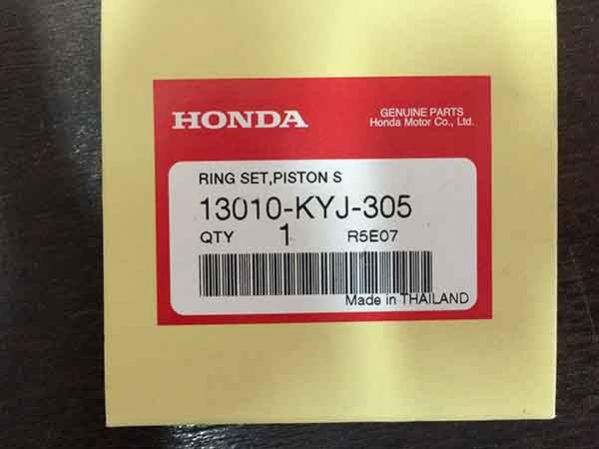 HONDA
GENUINE PARTS
Honda Motor Co., Ltd.
RING SET,PISTON S
13010-KYJ-305
QTY 1 R5E07
Made in THAILAND